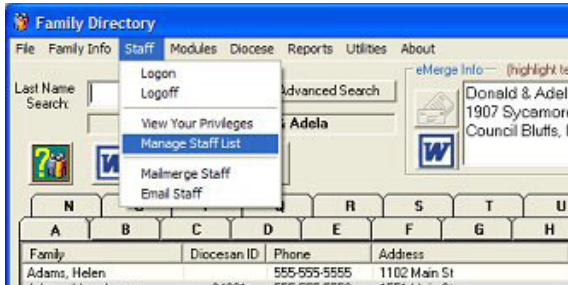 Family Directory
File Family Info Staff Modules Diocese Reports Utilities About
Logon
Logoff
View Your Privileges
Manage Staff List
Mailmerge Staff
Email Staff
Last Name
Search:
Advanced Search
& Adela
eMerge Info (highlight te
Donald & Adel
1907 Sycamor
Council Bluffs, I
W
W
N R S T U
A B C D E F G H
Family Diocesan ID Phone Address
Adams, Helen 555-555-5555 1102 Main St